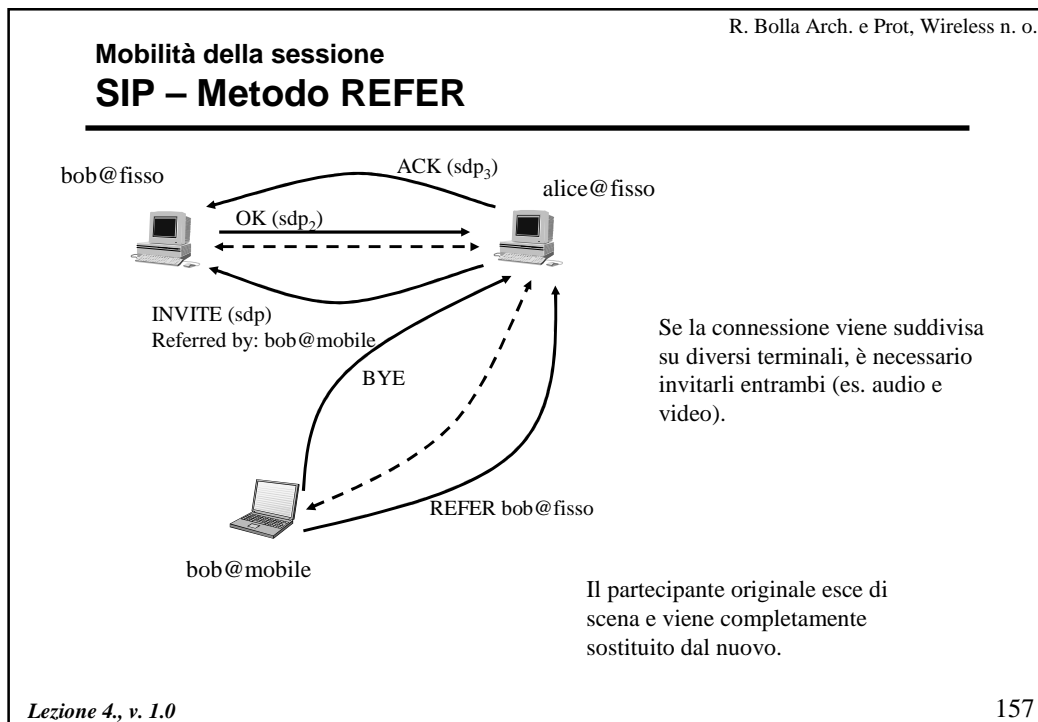 R. Bolla Arch. e Prot, Wireless n. o.
Mobilità della sessione
SIP – Metodo REFER
bob@fisso
ACK (sdp3)
alice@fisso
OK (sdp2)
INVITE (sdp)
Referred by: bob@mobile
BYE
Se la connessione viene suddivisa
su diversi terminali, è necessario
invitarli entrambi (es. audio e
video).
REFER bob@fisso
bob@mobile
Il partecipante originale esce di
scena e viene completamente
sostituito dal nuovo.
Lezione 4., v. 1.0
157